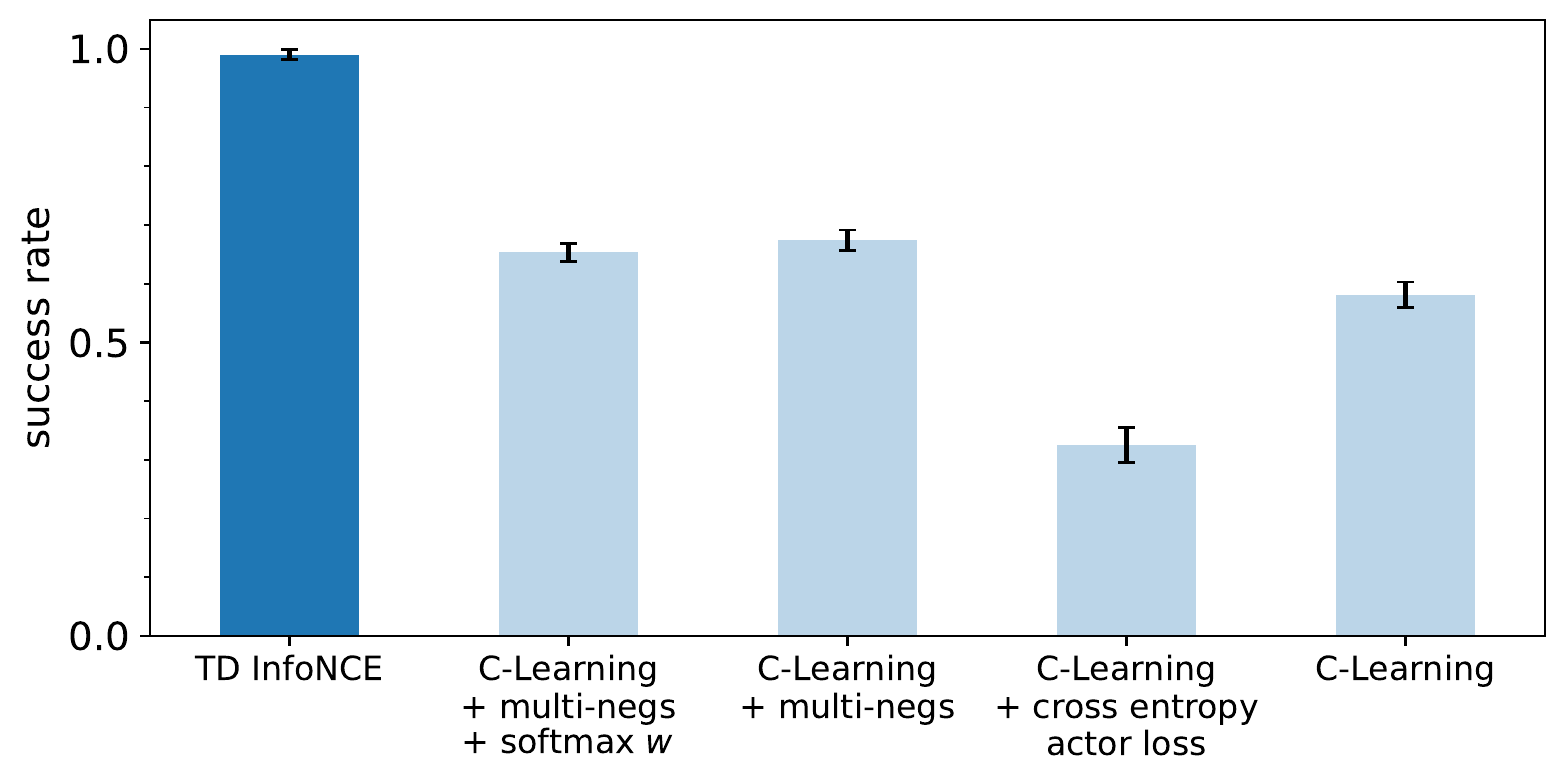 success rate
1.0
0.5
0.0
TD InfoNCE
C-Learning
+ multi-negs
+ softmax w
C-Learning
+ multi-negs
C-Learning
+ cross entropy
actor loss
C-Learning